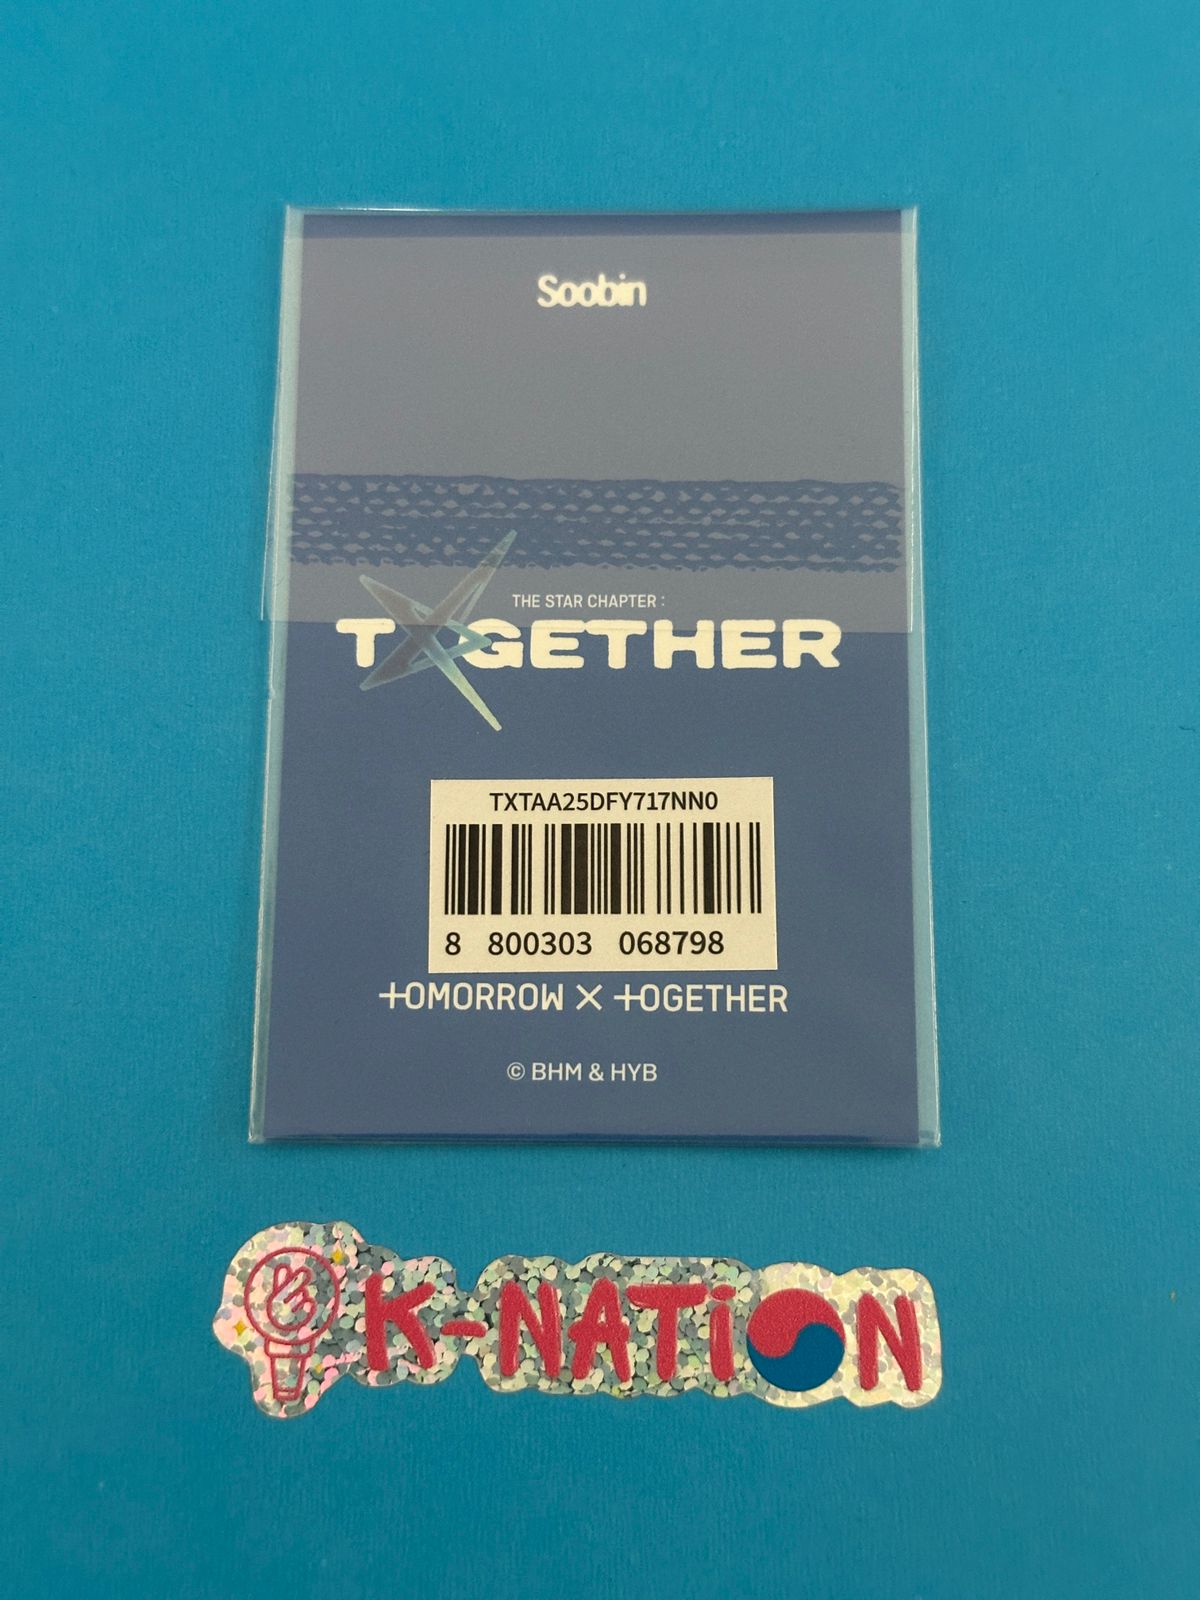 Soobin
THE STAR CHAPTER :
TOGETHER
TXTAA25DFY717NN0
8 800303 068798
TOMORROW X TOGETHER
© BHM & HYB
K-NATiON